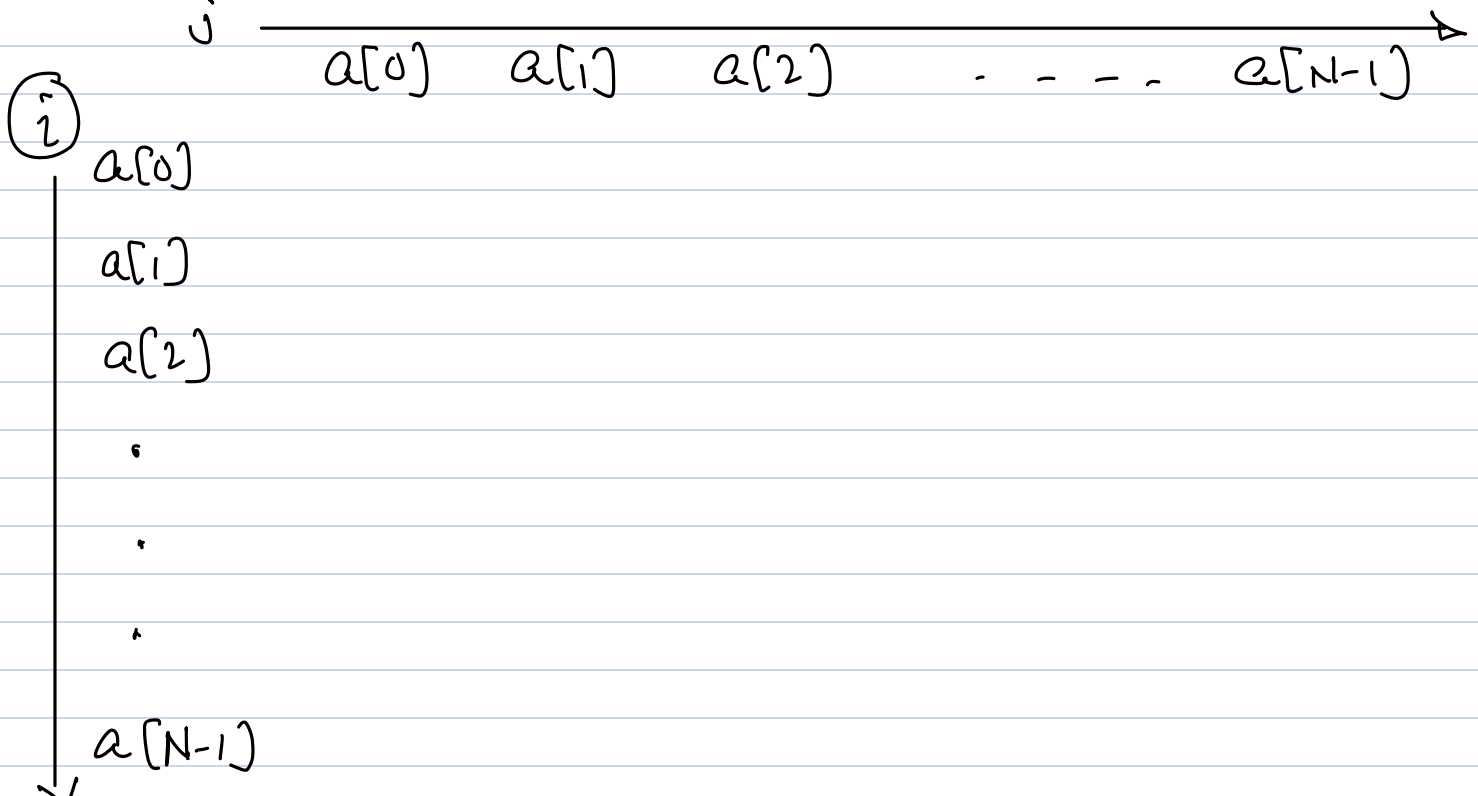 j a[0] a[1] a[2] . - - - a[N-1]
i
a[0]
a[1]
a[2]
.
.
.
a[N-1]